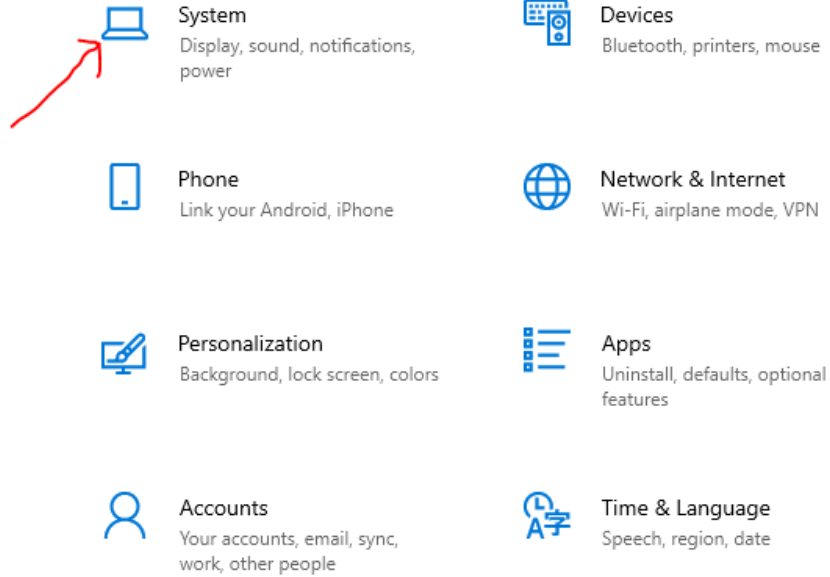 System
Display, sound, notifications,
power
Devices
Bluetooth, printers, mouse
Phone
Link your Android, iPhone
Network & Internet
Wi-Fi, airplane mode, VPN
Personalization
Background, lock screen, colors
Apps
Uninstall, defaults, optional
features
Accounts
Your accounts, email, sync,
work, other people
Time & Language
Speech, region, date